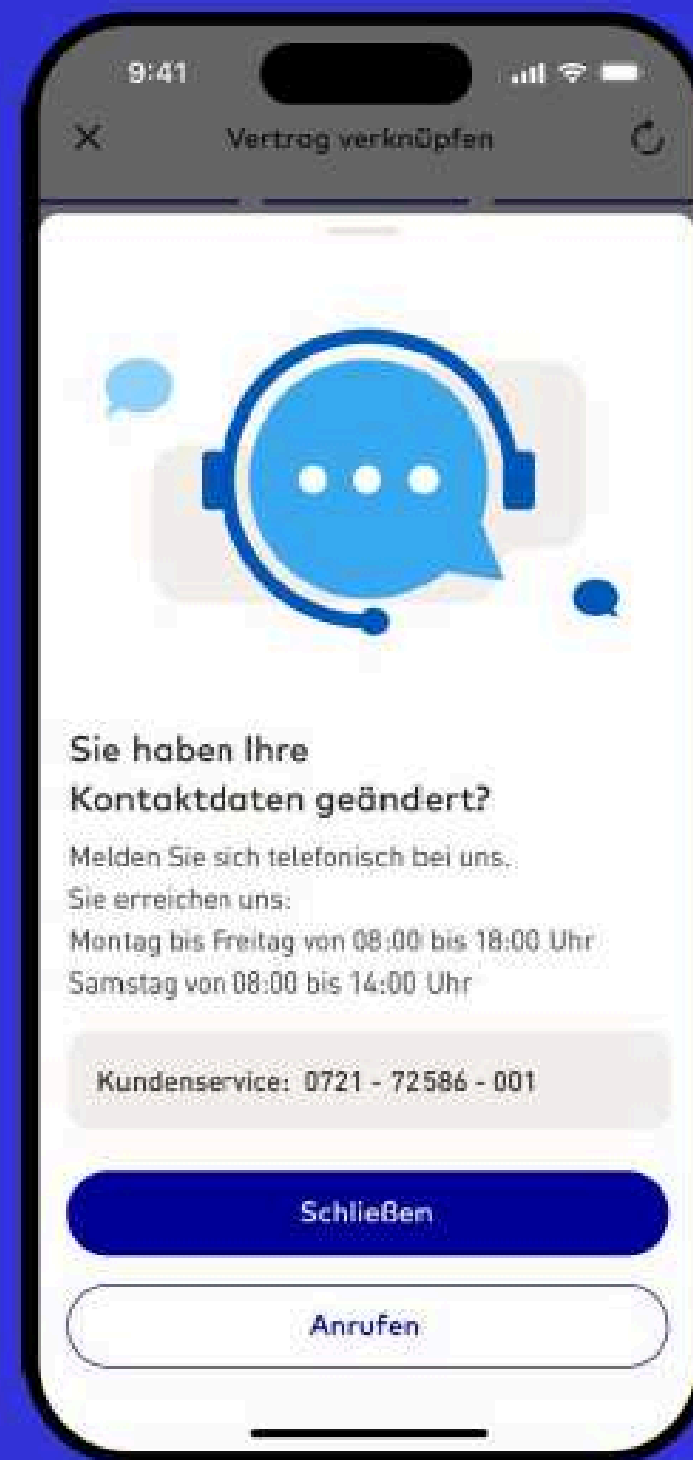 9:41
Vertrag verknüpfen
Sie haben Ihre
Kontaktdaten geändert?
Melden Sie sich telefonisch bei uns.
Sie erreichen uns:
Montag bis Freitag von 08:00 bis 18:00 Uhr
Samstag von 08:00 bis 14:00 Uhr
Kundenservice: 0721 - 72586 - 001
Schließen
Anrufen